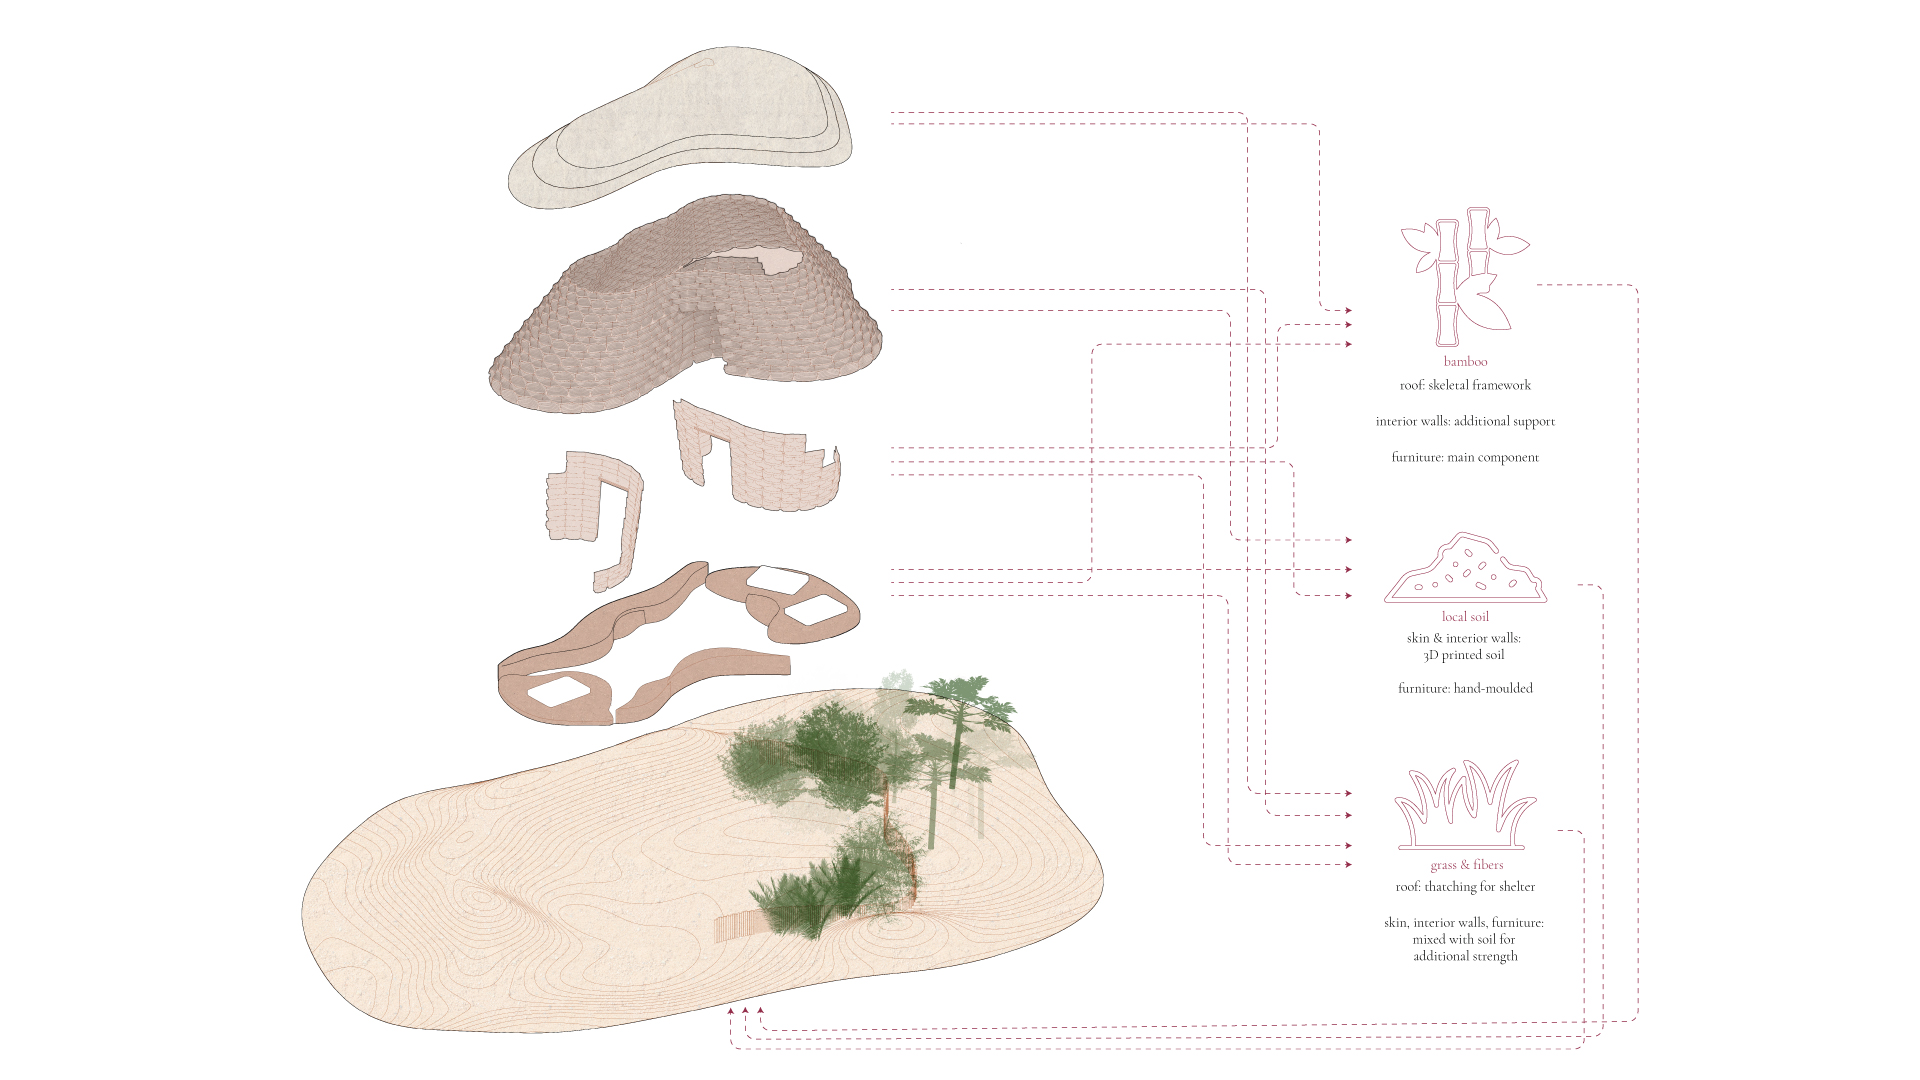 bamboo
roof: skeletal framework
interior walls: additional support
furniture: main component
local soil
skin & interior walls:
3D printed soil
furniture: hand-moulded
grass & fibers
roof: thatching for shelter
skin, interior walls, furniture:
mixed with soil for
additional strength